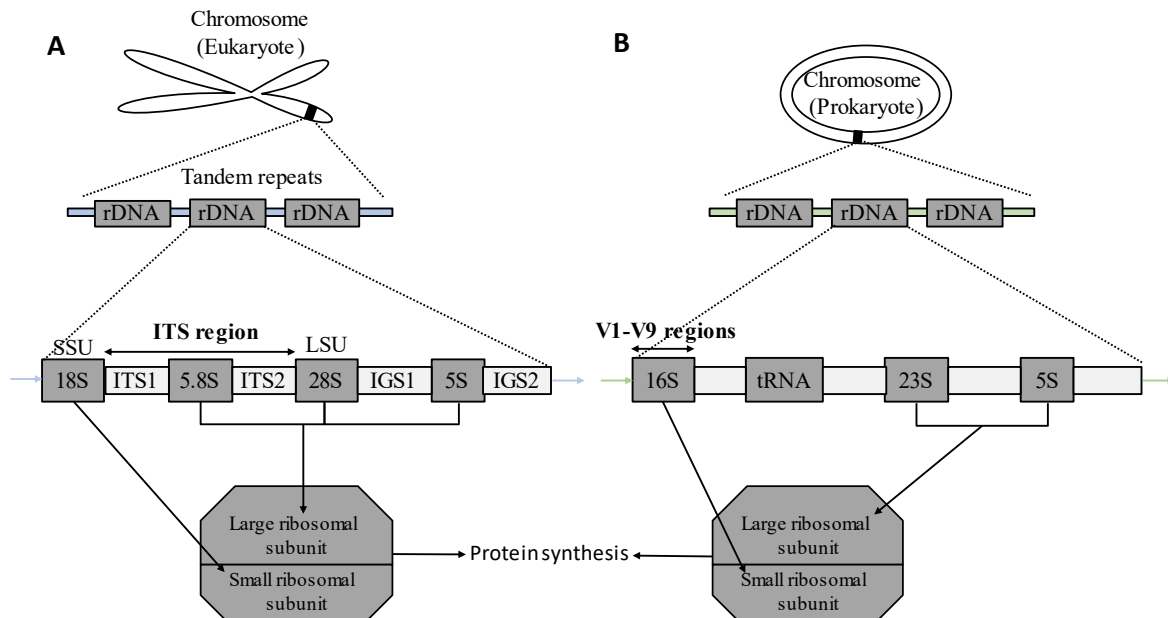 A
Chromosome
(Eukaryote)
Tandem repeats
rDNA rDNA rDNA
ITS region
SSU LSU
18S ITS1 5.8S ITS2 28S IGS1 5S IGS2
Large ribosomal
subunit
Small ribosomal
subunit
Protein synthesis
B
Chromosome
(Prokaryote)
rDNA rDNA rDNA
V1-V9 regions
16S tRNA 23S 5S
Large ribosomal
subunit
Small ribosomal
subunit